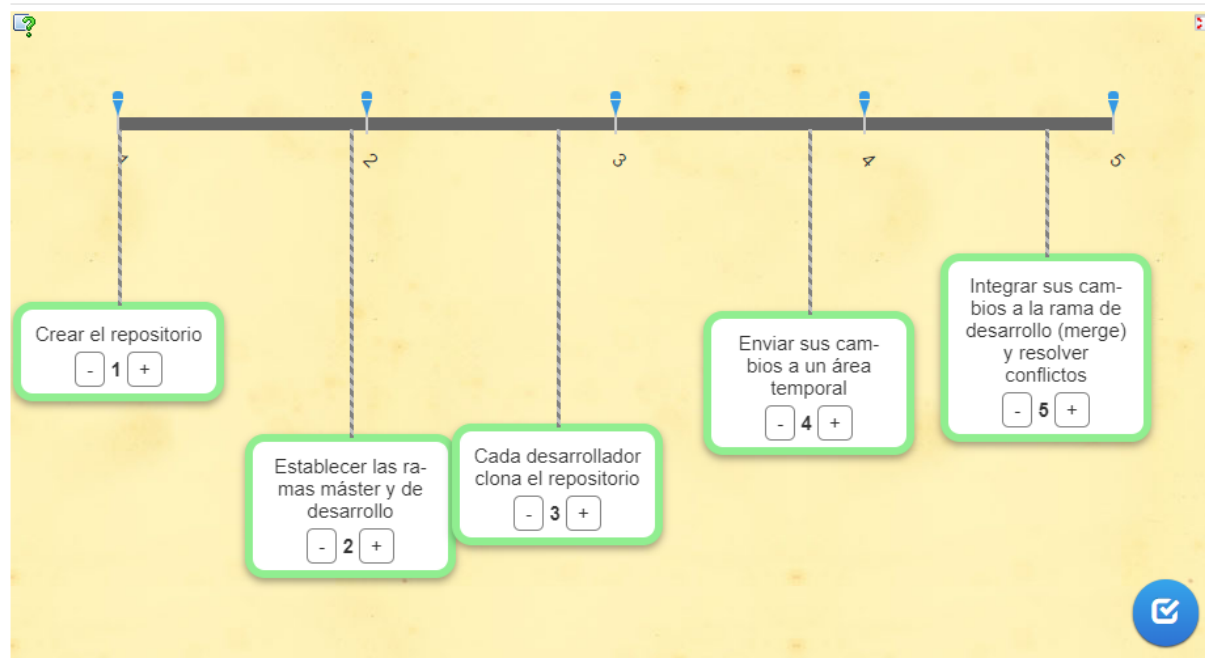 1
2
3
4
5
Crear el repositorio
- 1 +
Establecer las ra-
mas máster y de
desarrollo
- 2 +
Cada desarrollador
clona el repositorio
- 3 +
Enviar sus cam-
bios a un área
temporal
- 4 +
Integrar sus cam-
bios a la rama de
desarrollo (merge)
y resolver
conflictos
- 5 +